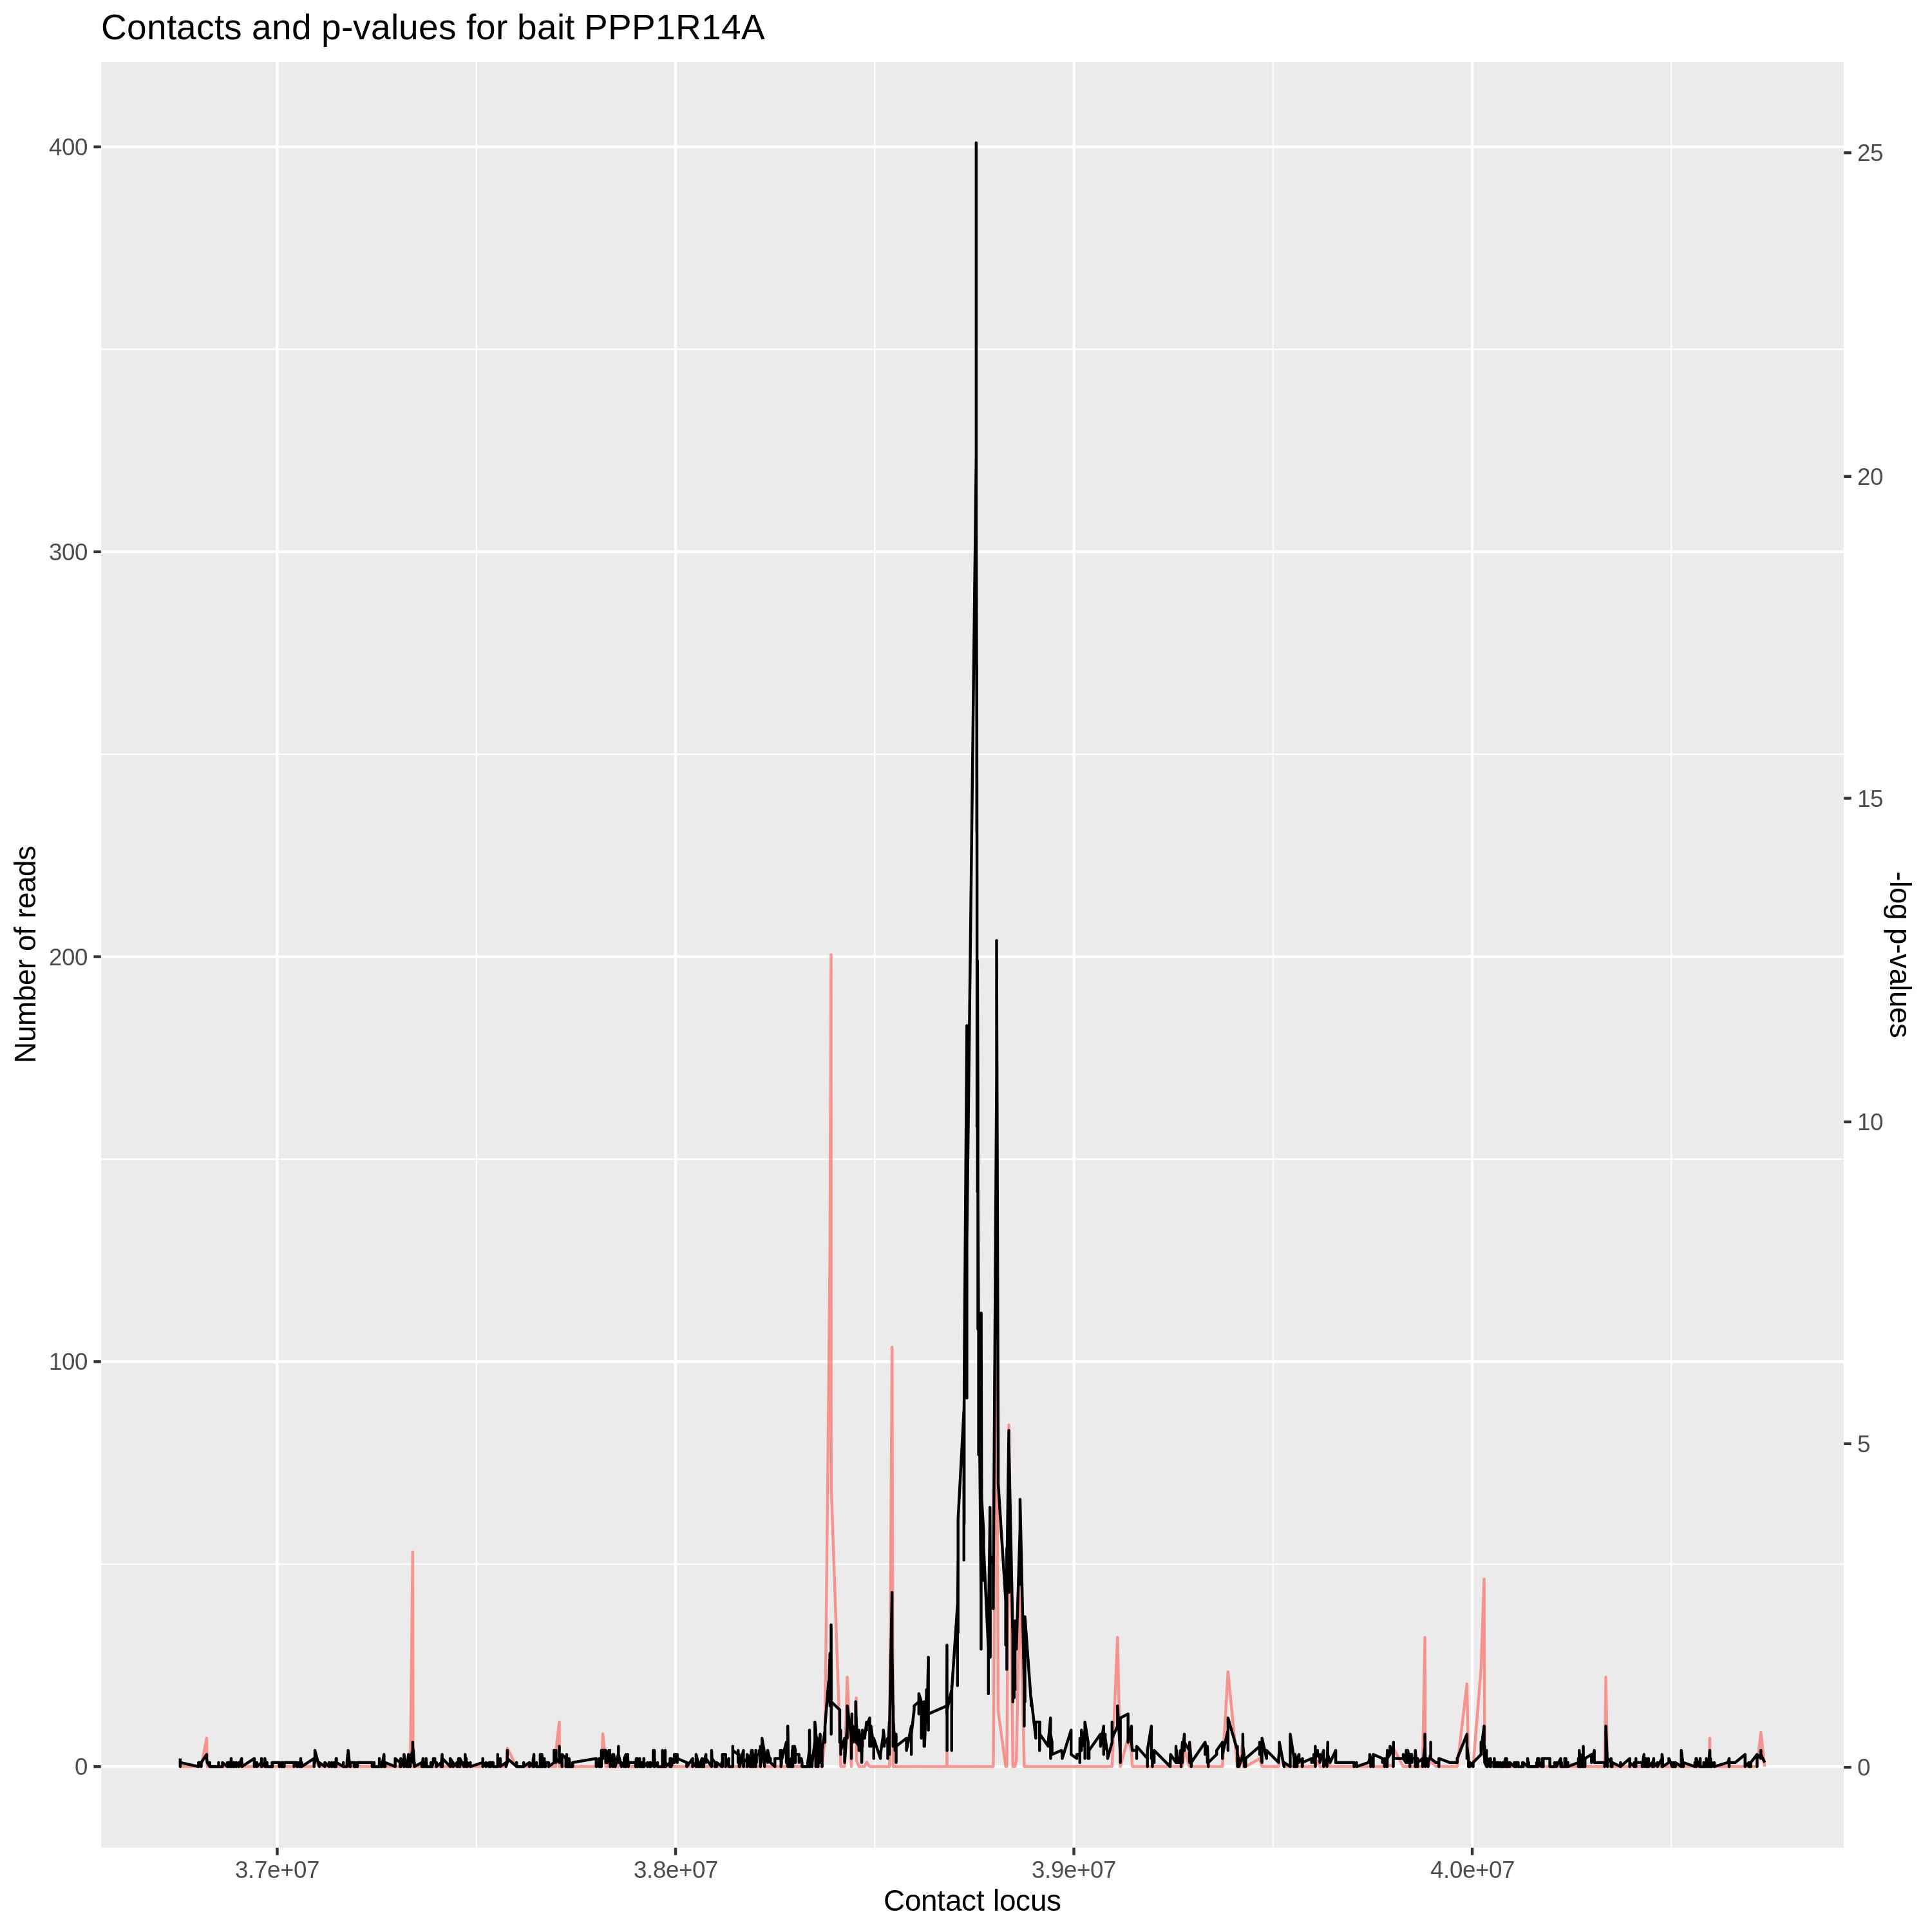 Contacts and p-values for bait PPP1R14A
400
300
200
100
0
Number of reads
25
20
15
10
5
0
-log p-values
3.7e+07
3.8e+07
3.9e+07
4.0e+07
Contact locus